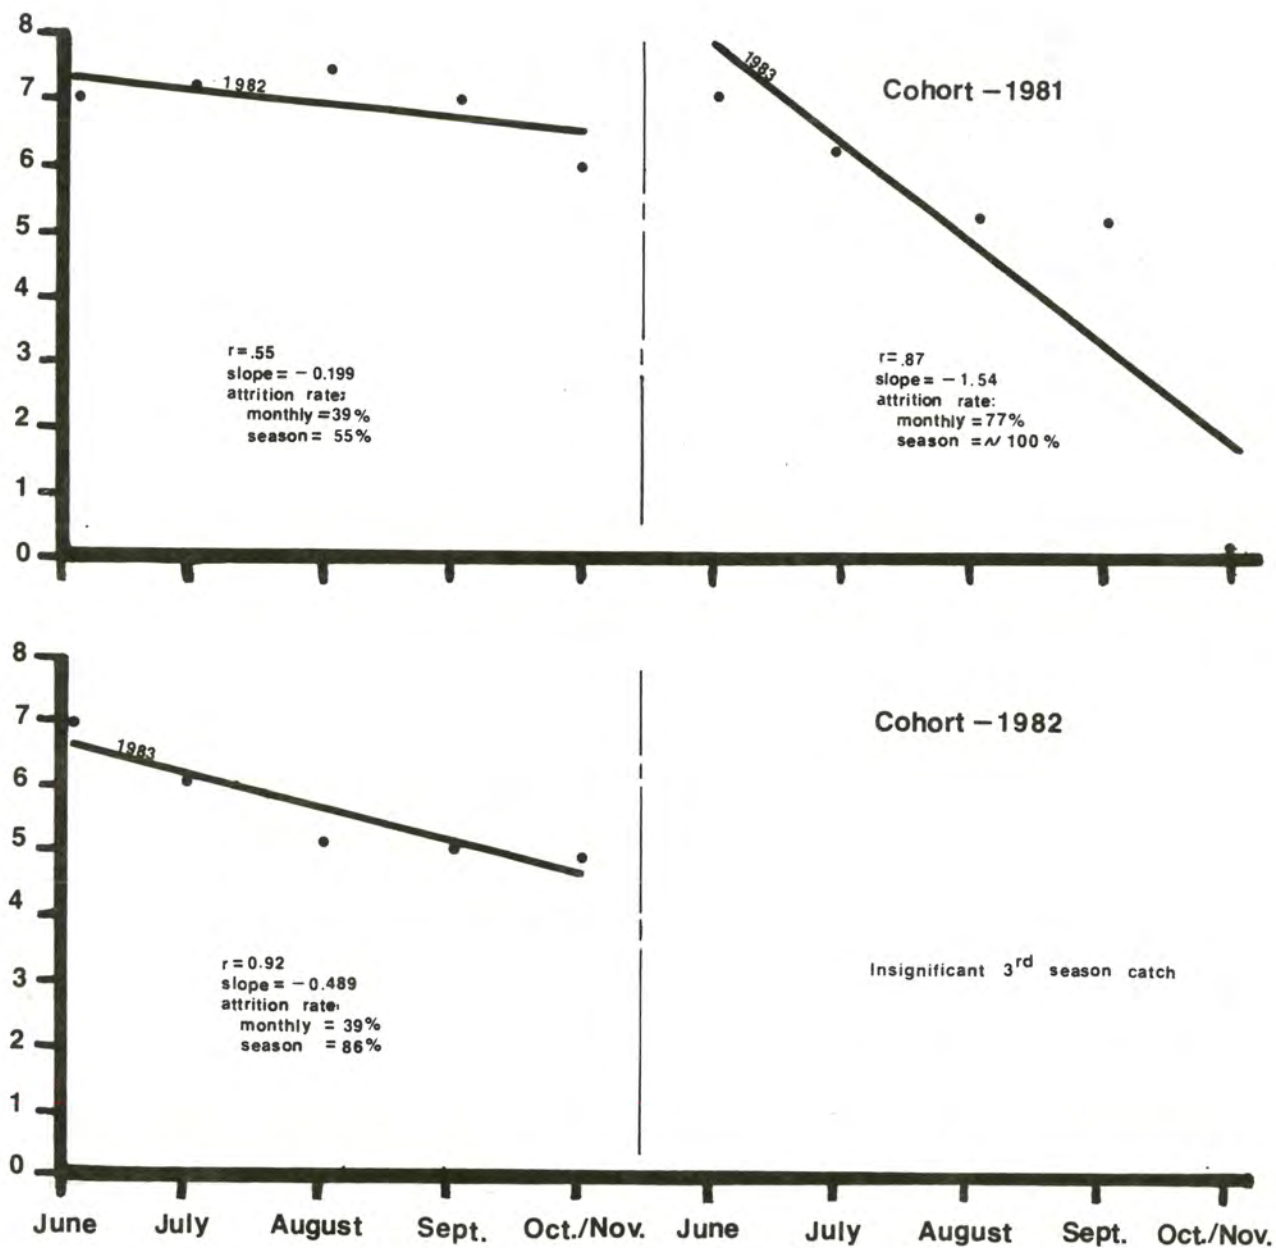 8
7
6
5
4
3
2
1
0
1982
r=.55
slope= -0.199
attrition rate:
monthly=39%
season= 55%
1983
Cohort-1981
r=.87
slope= -1.54
attrition rate:
monthly=77%
season=~100%
8
7
6
5
4
3
2
1
0
1983
r=0.92
slope= -0.489
attrition rate:
monthly = 39%
season =86%
Cohort-1982
Insignificant 3rd season catch
June July August Sept. Oct./Nov. June July August Sept. Oct./Nov.